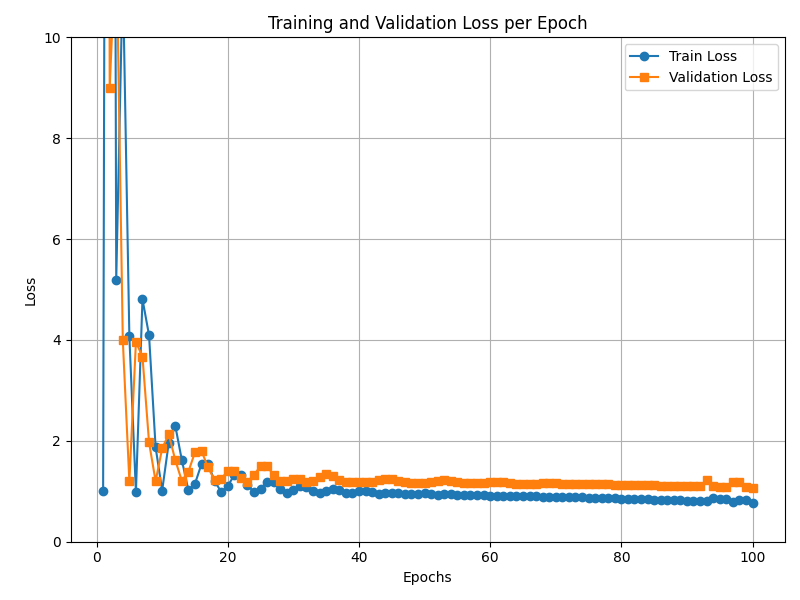 Training and Validation Loss per Epoch
Train Loss
Validation Loss
10
8
6
4
2
0
Loss
0 20 40 60 80 100
Epochs